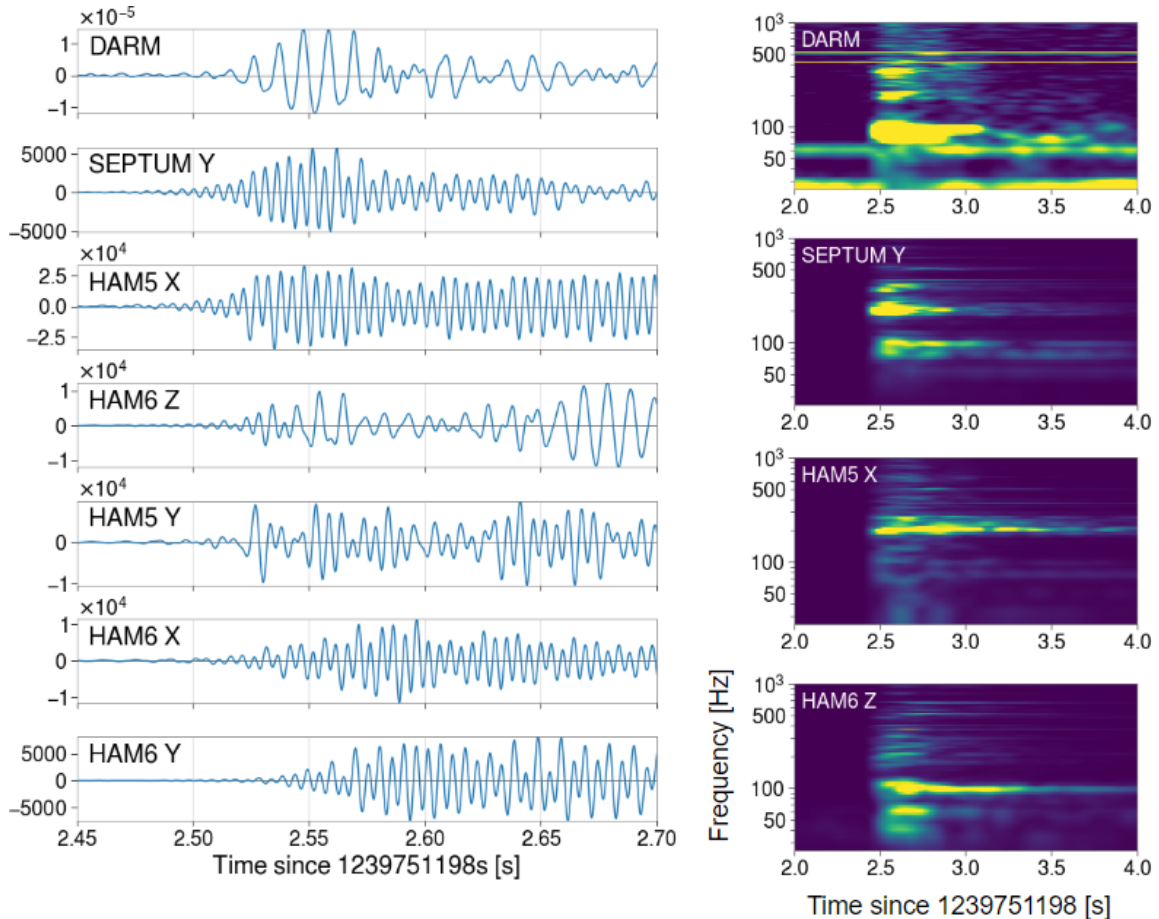 ×10⁻⁵
DARM
1
0
−1
SEPTUM Y
5000
0
−5000
×10⁴
HAM5 X
2.5
0.0
−2.5
×10⁴
HAM6 Z
1
0
−1
×10⁴
HAM5 Y
1
0
−1
×10⁴
HAM6 X
1
0
−1
HAM6 Y
5000
0
−5000
2.45 2.50 2.55 2.60 2.65 2.70
Time since 1239751198s [s]
DARM
10³
500
100
50
2.0 2.5 3.0 3.5 4.0
SEPTUM Y
10³
500
100
50
2.0 2.5 3.0 3.5 4.0
HAM5 X
10³
500
100
50
2.0 2.5 3.0 3.5 4.0
HAM6 Z
10³
500
100
50
2.0 2.5 3.0 3.5 4.0
Frequency [Hz]
Time since 1239751198 [s]